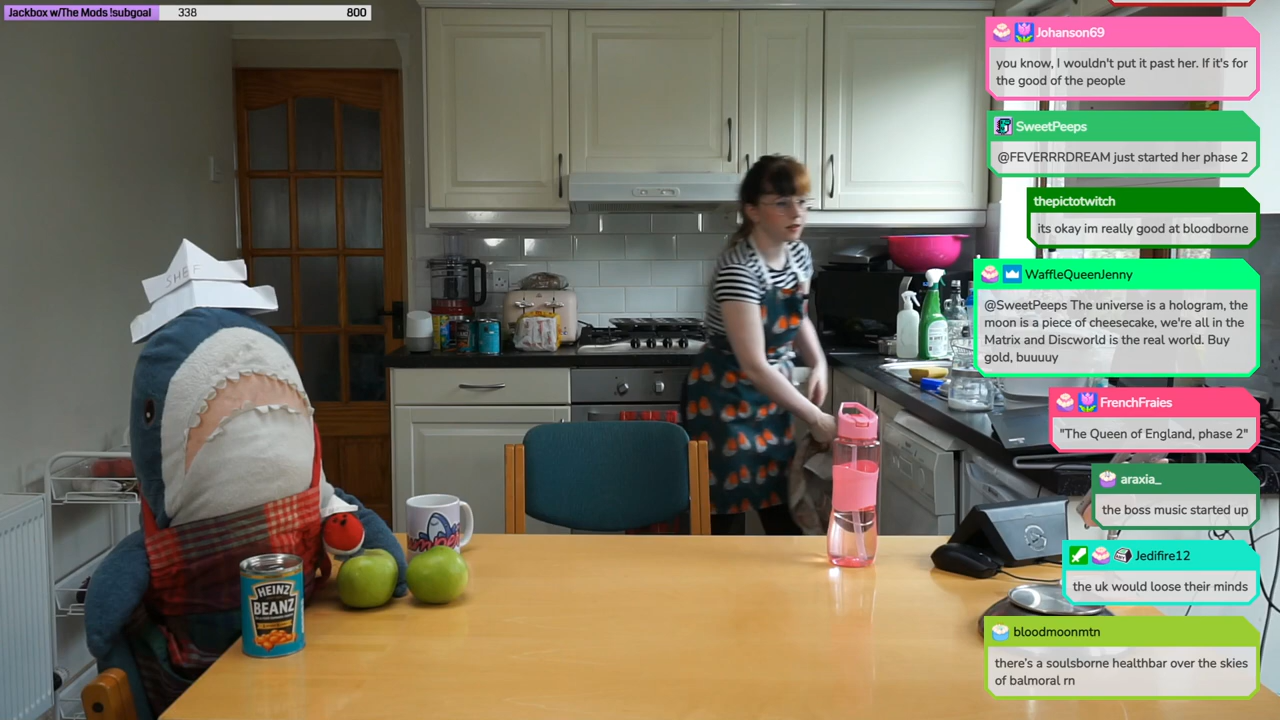 Jackbox w/The Mods !subgoal 338 800
Johanson69
you know, I wouldn't put it past her. If it's for
the good of the people
SweetPeeps
@FEVERRRDREAM just started her phase 2
thepictotwitch
its okay im really good at bloodborne
WaffleQueenJenny
@SweetPeeps The universe is a hologram, the
moon is a piece of cheesecake, we're all in the
Matrix and Discworld is the real world. Buy
gold, buuuuy
FrenchFraies
"The Queen of England, phase 2"
araxia_
the boss music started up
Jedifire12
the uk would loose their minds
bloodmoonmtn
there's a soulsborne healthbar over the skies
of balmoral rn
SHEF
HEINZ
BEANZ